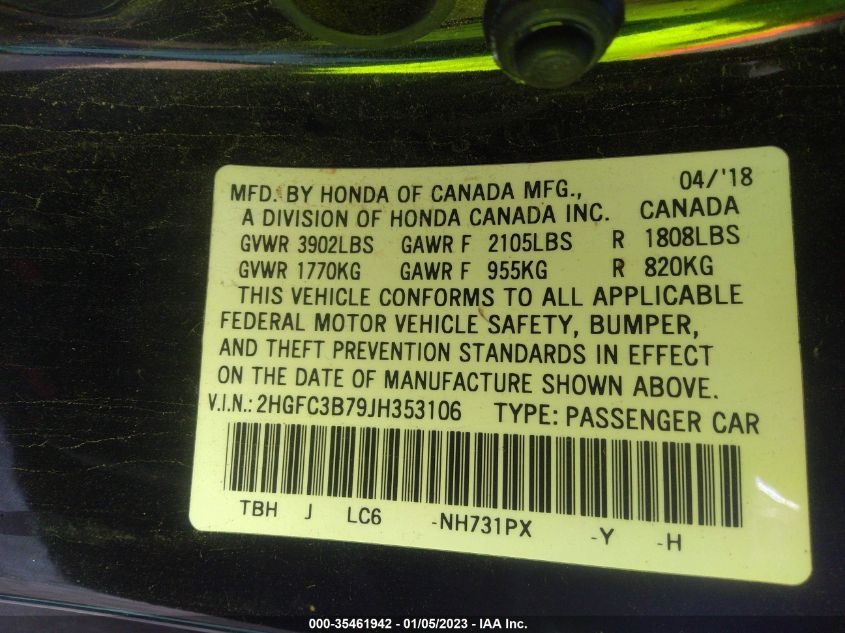 MFD. BY HONDA OF CANADA MFG., 04/'18
A DIVISION OF HONDA CANADA INC. CANADA
GVWR 3902LBS GAWR F 2105LBS R 1808LBS
GVWR 1770KG GAWR F 955KG R 820KG
THIS VEHICLE CONFORMS TO ALL APPLICABLE
FEDERAL MOTOR VEHICLE SAFETY, BUMPER,
AND THEFT PREVENTION STANDARDS IN EFFECT
ON THE DATE OF MANUFACTURE SHOWN ABOVE.
V.I.N.: 2HGFC3B79JH353106 TYPE: PASSENGER CAR
TBH J LC6 -NH731PX -Y -H
000-35461942 - 01/05/2023 - IAA Inc.